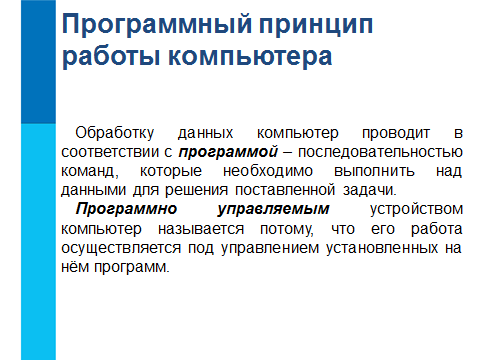 Программный принцип
работы компьютера
Обработку данных компьютер проводит в
соответствии с программой – последовательностью
команд, которые необходимо выполнить над
данными для решения поставленной задачи.
Программно управляемым устройством
компьютер называется потому, что его работа
осуществляется под управлением установленных на
нём программ.